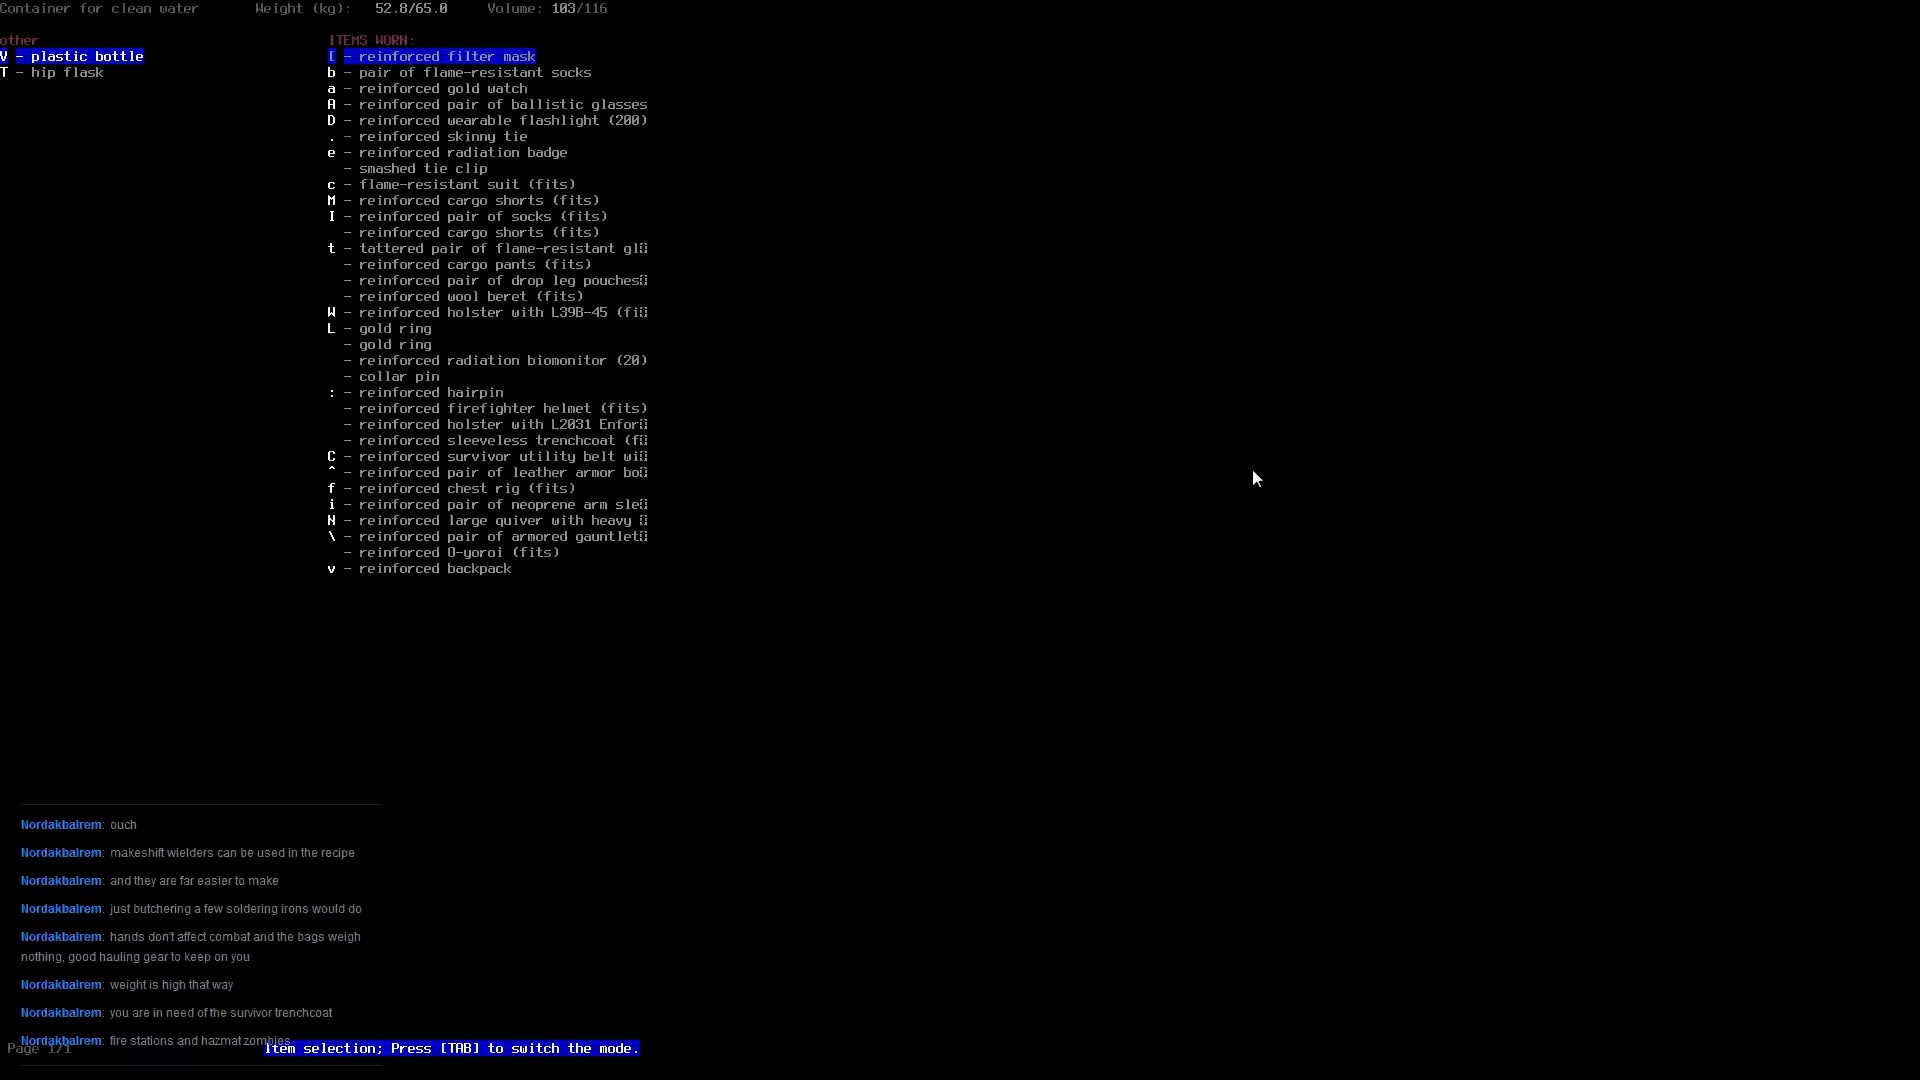 Container for clean water Weight (kg): 52.8/65.0 Volume: 103/116
other
V - plastic bottle
T - hip flask
ITEMS WORN:
[ - reinforced filter mask
b - pair of flame-resistant socks
a - reinforced gold watch
A - reinforced pair of ballistic glasses
D - reinforced wearable flashlight (200)
. - reinforced skinny tie
e - reinforced radiation badge
- smashed tie clip
c - flame-resistant suit (fits)
M - reinforced cargo shorts (fits)
I - reinforced pair of socks (fits)
- reinforced cargo shorts (fits)
t - tattered pair of flame-resistant gl
- reinforced cargo pants (fits)
- reinforced pair of drop leg pouches
- reinforced wool beret (fits)
W - reinforced holster with L39B-45 (fi
L - gold ring
- gold ring
- reinforced radiation biomonitor (20)
- collar pin
: - reinforced hairpin
- reinforced firefighter helmet (fits)
- reinforced holster with L2031 Enfor
- reinforced sleeveless trenchcoat (f
C - reinforced survivor utility belt wi
^ - reinforced pair of leather armor bo
f - reinforced chest rig (fits)
i - reinforced pair of neoprene arm sle
N - reinforced large quiver with heavy
\ - reinforced pair of armored gauntlet
- reinforced O-yoroi (fits)
v - reinforced backpack
Nordakbalrem: ouch
Nordakbalrem: makeshift wielders can be used in the recipe
Nordakbalrem: and they are far easier to make
Nordakbalrem: just butchering a few soldering irons would do
Nordakbalrem: hands don't affect combat and the bags weigh
nothing, good hauling gear to keep on you
Nordakbalrem: weight is high that way
Nordakbalrem: you are in need of the survivor trenchcoat
Nordakbalrem: fire stations and hazmat zombies
Page 1/1 Item selection; Press [TAB] to switch the mode.